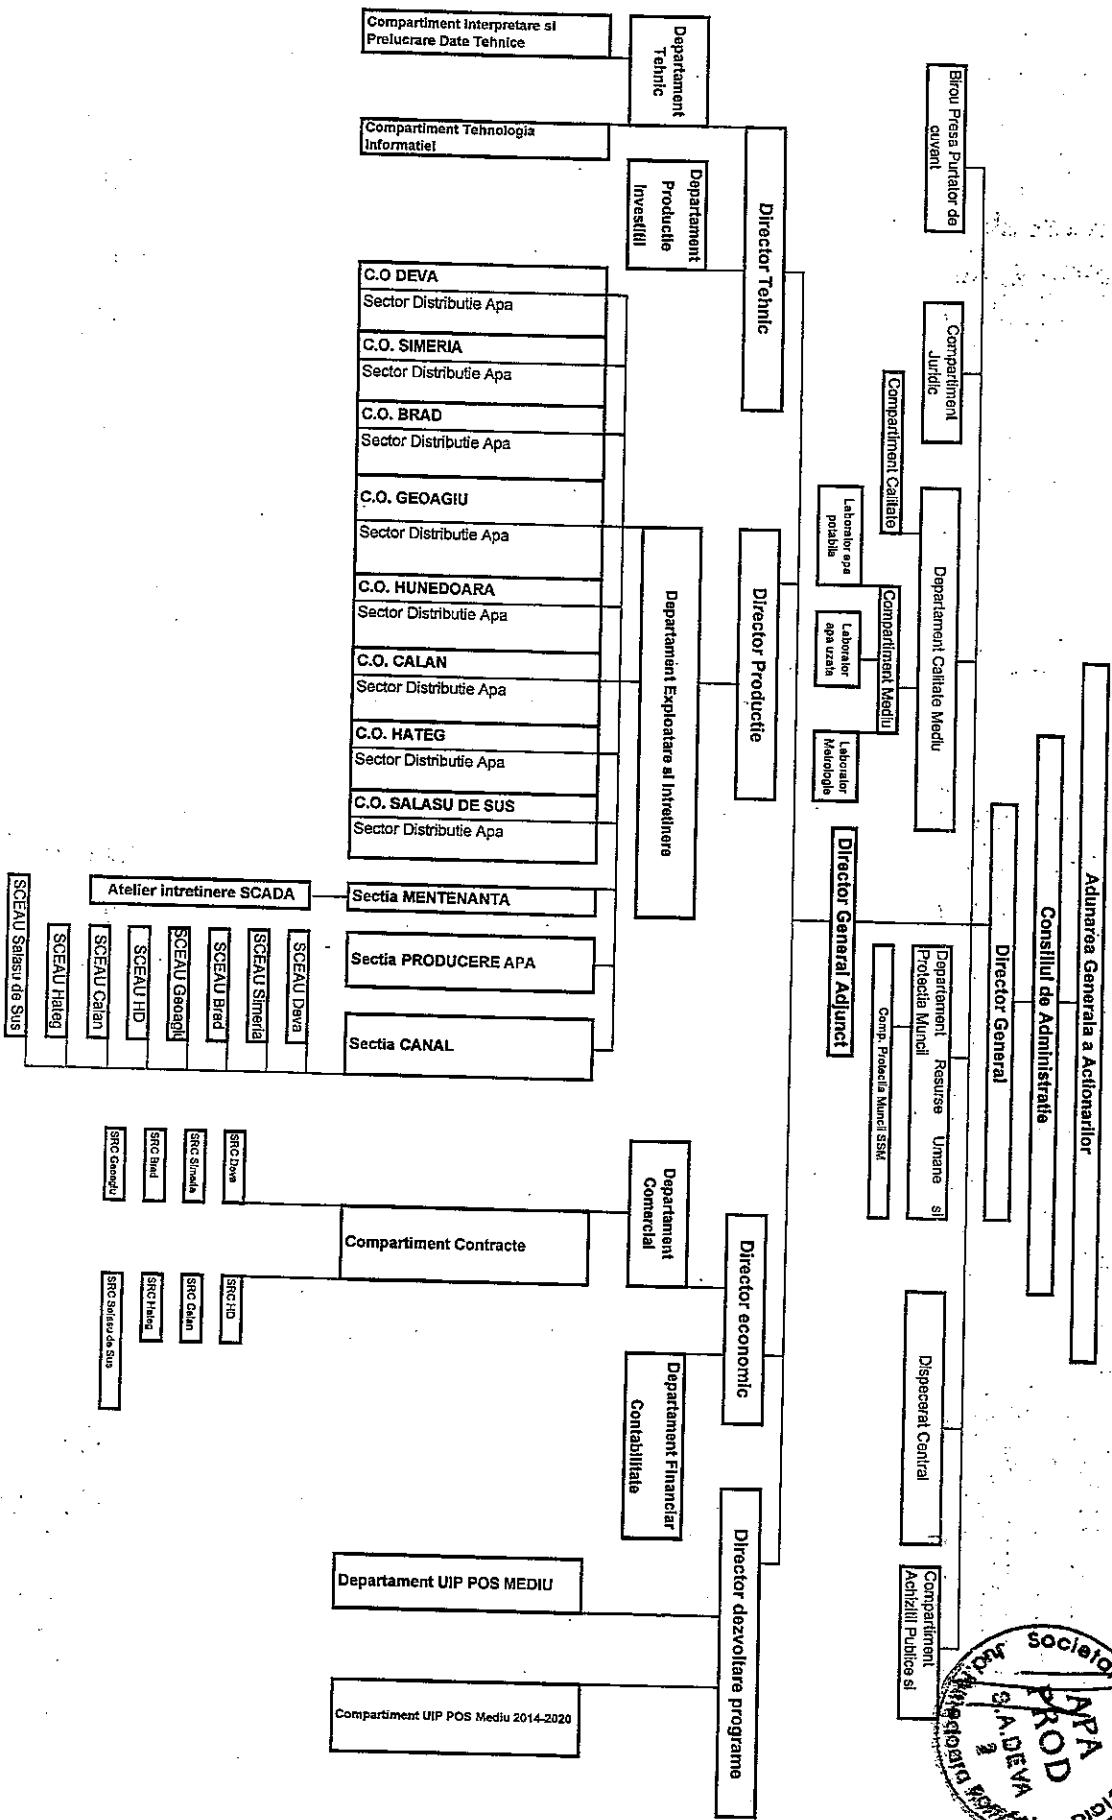 Adunarea Generala a Actionarilor
Consiliul de Administratie
Director General
Birou Presa Purtator de
cuvant
Compartiment
Juridic
Departament Calitate Mediu
Compartiment Calitate
Compartiment Mediu
Laborator apa
potabila
Laborator
apa uzata
Laborator
Metrologie
Departament Resurse Umane si
Protectia Muncii
Comp. Protectia Muncii SSM
Dispecerat Central
Compartiment
Achizitii Publice si
Societat
APA
PROD
S.A. DEVA
2
Director General Adjunct
Director Tehnic
Director Productie
Director economic
Director dezvoltare programe
Departament
Tehnic
Departament
Productie
Investitii
Departament Exploatare si Intretinere
Departament
Comercial
Departament Financiar
Contabilitate
Compartiment Interpretare si
Prelucrare Date Tehnice
Compartiment Tehnologia
Informatiei
C.O DEVA
Sector Distributie Apa
C.O. SIMERIA
Sector Distributie Apa
C.O. BRAD
Sector Distributie Apa
C.O. GEOAGIU
Sector Distributie Apa
C.O. HUNEDOARA
Sector Distributie Apa
C.O. CALAN
Sector Distributie Apa
C.O. HATEG
Sector Distributie Apa
C.O. SALASU DE SUS
Sector Distributie Apa
Sectia MENTENANTA
Atelier intretinere SCADA
Sectia PRODUCERE APA
Sectia CANAL
SCEAU Deva
SCEAU Simeria
SCEAU Brad
SCEAU Geoagiu
SCEAU HD
SCEAU Calan
SCEAU Hateg
SCEAU Salasu de Sus
Compartiment Contracte
SRC Deva
SRC Simeria
SRC Brad
SRC Geoagiu
SRC HD
SRC Calan
SRC Hateg
SRC Salasu de Sus
Departament UIP POS MEDIU
Compartiment UIP POS Mediu 2014-2020